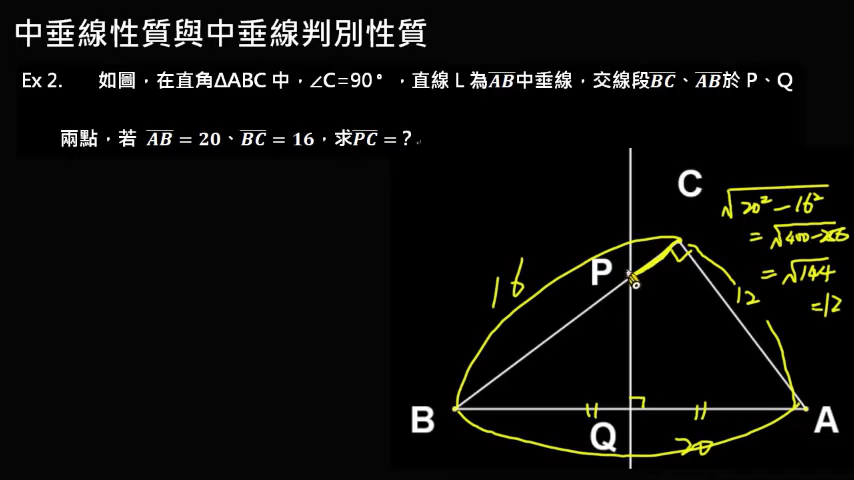 中垂線性質與中垂線判別性質
Ex 2. 如圖，在直角ΔABC 中，∠C=90°，直線 L 為AB中垂線，交線段BC、AB於 P、Q
兩點，若 AB = 20、BC = 16，求PC = ?
C
√20²-16²
= √400-256
P
= √144
16
12
=12
B
A
Q
20